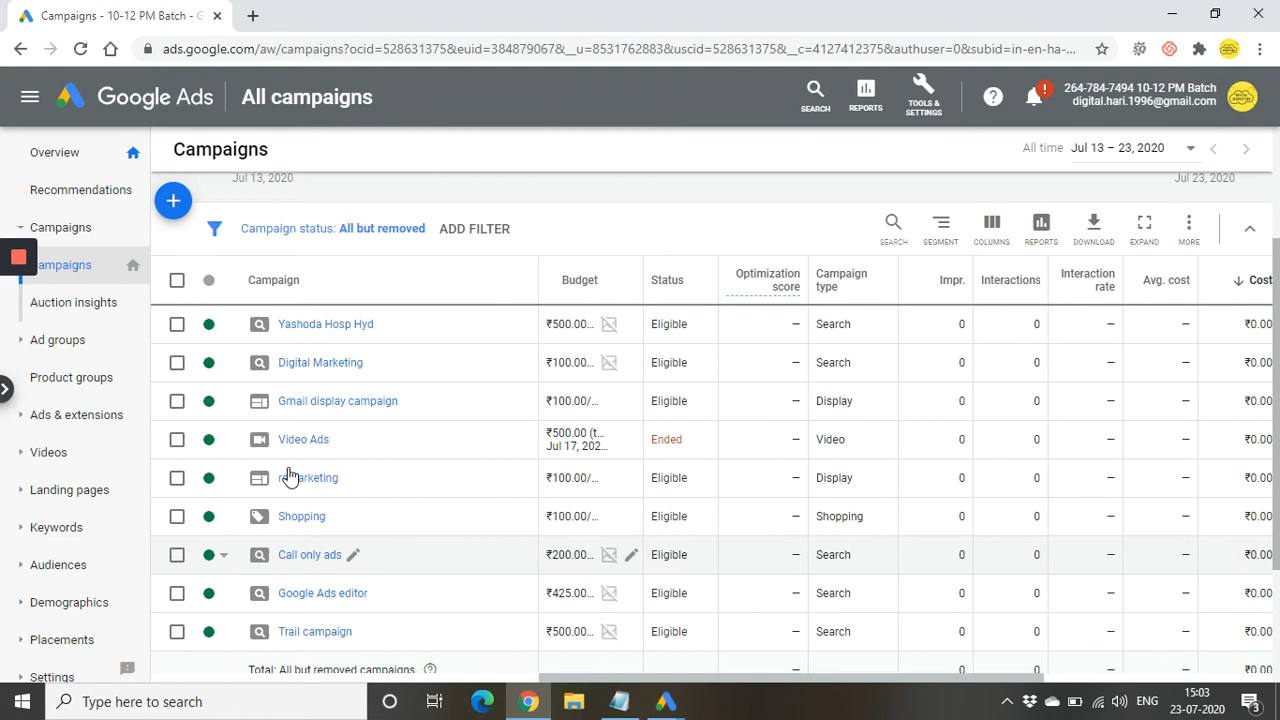 Campaigns - 10-12 PM Batch - G
ads.google.com/aw/campaigns?ocid=528631375&euid=384879067&__u=8531762883&uscid=528631375&__c=4127412375&authuser=0&subid=in-en-ha-...
Google Ads
All campaigns
SEARCH
REPORTS
TOOLS & SETTINGS
264-784-7494 10-12 PM Batch
digital.hari.1996@gmail.com
Overview
Recommendations
Campaigns
ampaigns
Auction insights
Ad groups
Product groups
Ads & extensions
Videos
Landing pages
Keywords
Audiences
Demographics
Placements
Settings
Campaigns
All time Jul 13 – 23, 2020
Jul 13, 2020 Jul 23, 2020
Campaign status: All but removed ADD FILTER
SEARCH SEGMENT COLUMNS REPORTS DOWNLOAD EXPAND MORE
Campaign Budget Status Optimization score Campaign type Impr. Interactions Interaction rate Avg. cost Cost
Yashoda Hosp Hyd ₹500.00... Eligible – Search 0 0 – – ₹0.00
Digital Marketing ₹100.00... Eligible – Search 0 0 – – ₹0.00
Gmail display campaign ₹100.00/... Eligible – Display 0 0 – – ₹0.00
Video Ads ₹500.00 (t... Jul 17, 202... Ended – Video 0 0 – – ₹0.00
arketing ₹100.00/... Eligible – Display 0 0 – – ₹0.00
Shopping ₹100.00/... Eligible – Shopping 0 0 – – ₹0.00
Call only ads ₹200.00... Eligible – Search 0 0 – – ₹0.00
Google Ads editor ₹425.00... Eligible – Search 0 0 – – ₹0.00
Trail campaign ₹500.00... Eligible – Search 0 0 – – ₹0.00
Total: All but removed campaigns – 0 0 – – ₹0.00
Type here to search
ENG
15:03
23-07-2020
3